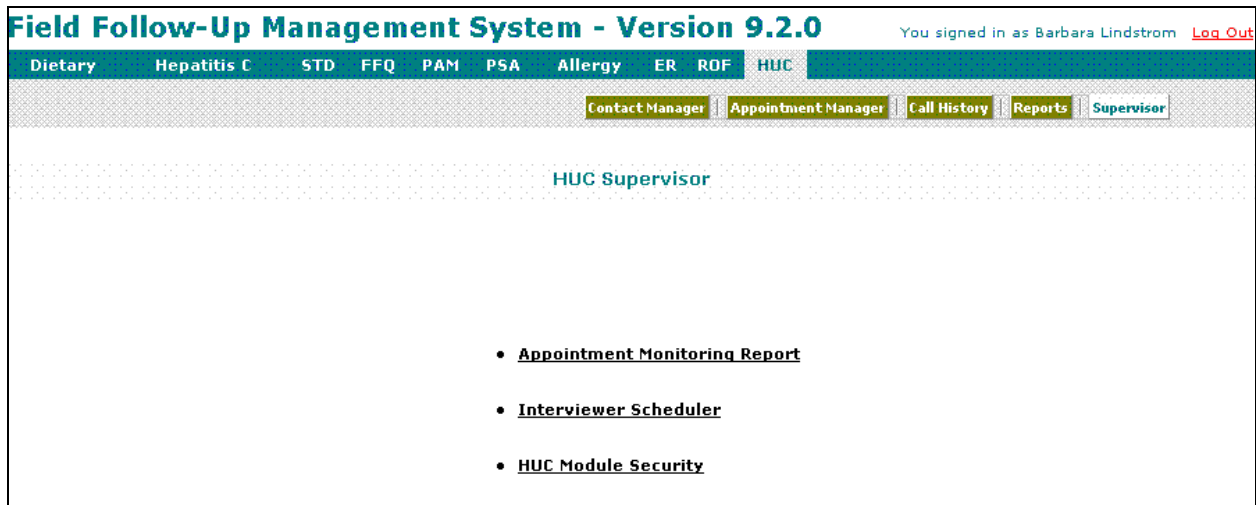 Field Follow-Up Management System - Version 9.2.0 You signed in as Barbara Lindstrom Log Out
Dietary Hepatitis C STD FFQ PAM PSA Allergy ER ROF HUC
Contact Manager | Appointment Manager | Call History | Reports | Supervisor
HUC Supervisor
• Appointment Monitoring Report
• Interviewer Scheduler
• HUC Module Security